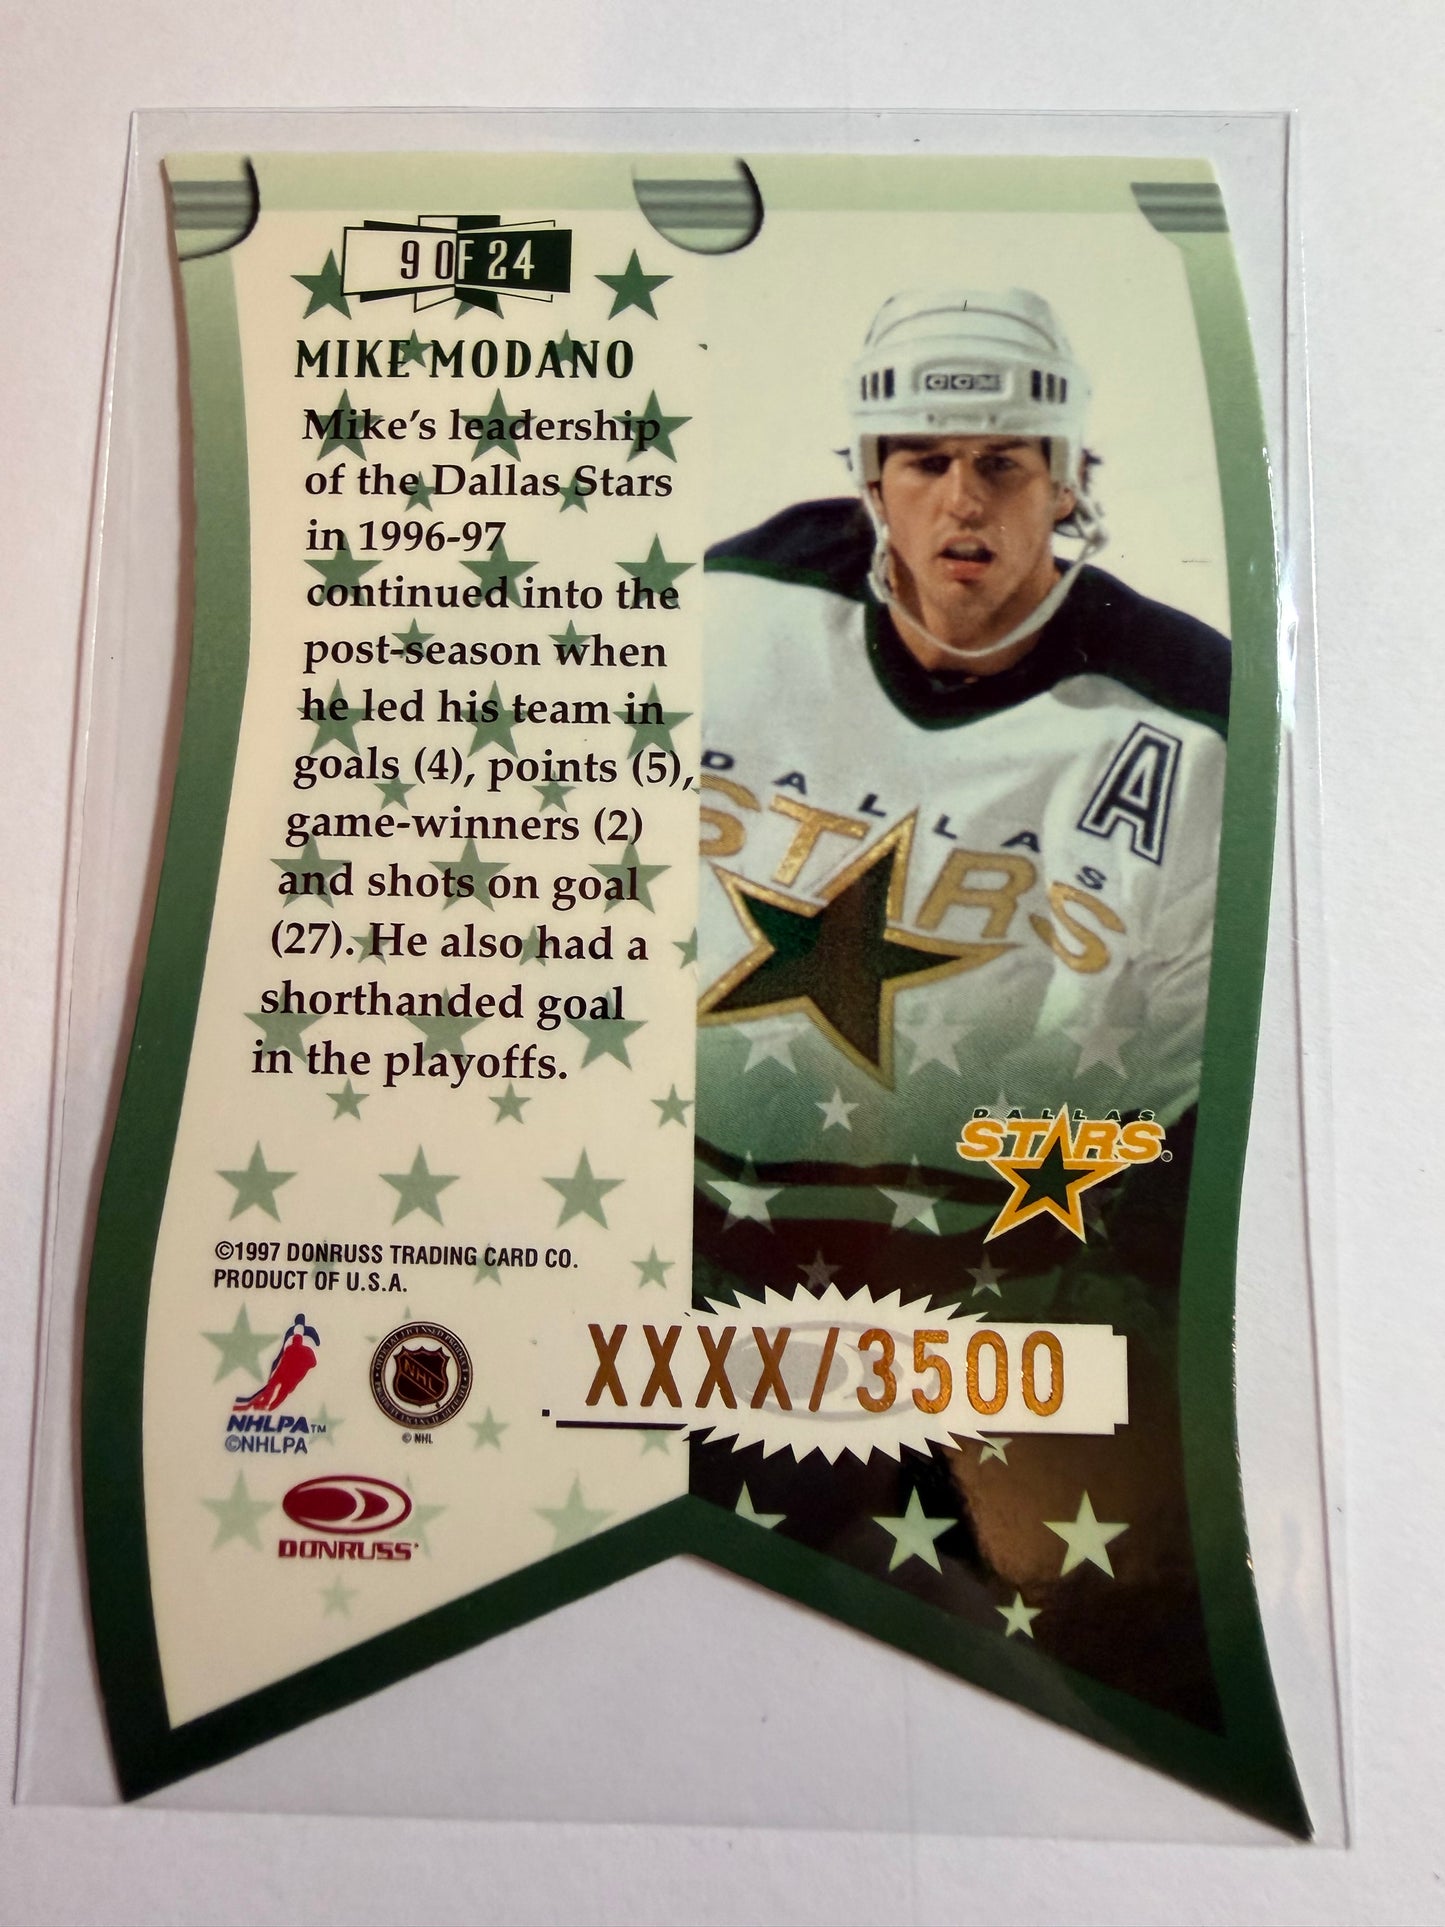 9 OF 24
MIKE MODANO
Mike's leadership
of the Dallas Stars
in 1996-97
continued into the
post-season when
he led his team in
goals (4), points (5),
game-winners (2)
and shots on goal
(27). He also had a
shorthanded goal
in the playoffs.
CCM
A
DALLAS
STARS
DALLAS
STARS
©1997 DONRUSS TRADING CARD CO.
PRODUCT OF U.S.A.
XXXX/3500
NHL
NHLPA™
©NHLPA
© NHL
DONRUSS